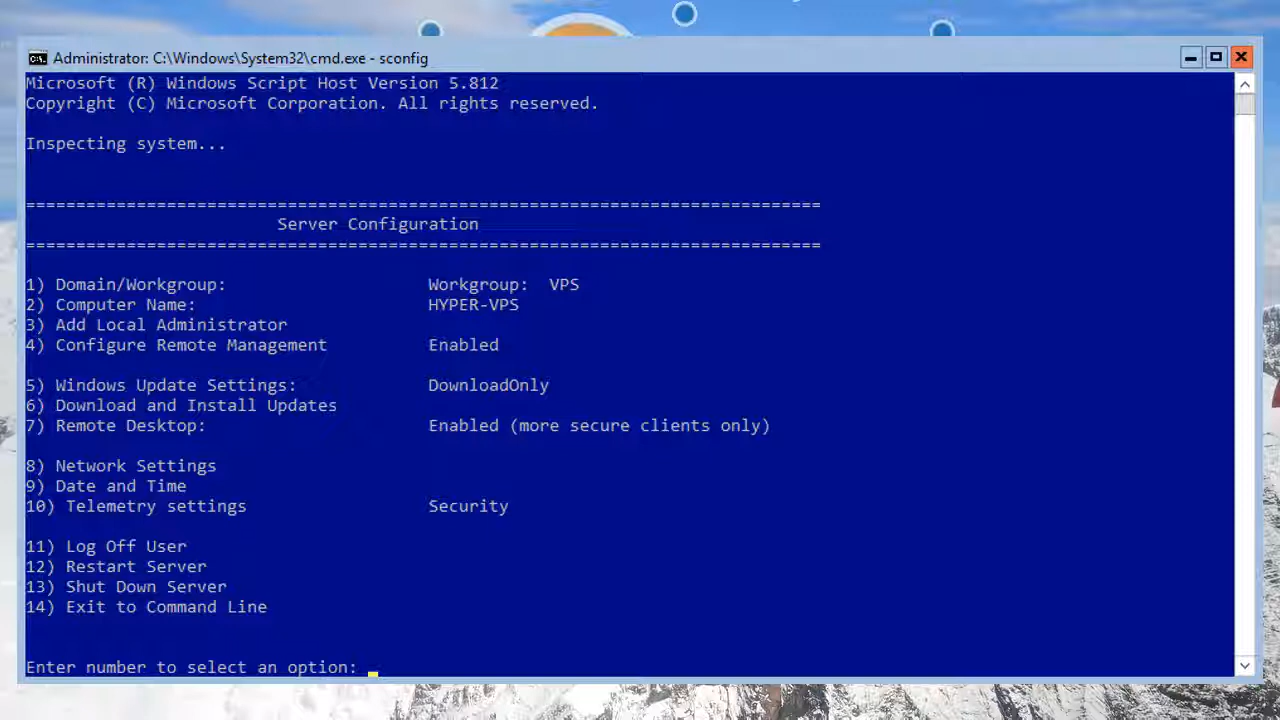 Administrator: C:\Windows\System32\cmd.exe - sconfig
Microsoft (R) Windows Script Host Version 5.812
Copyright (C) Microsoft Corporation. All rights reserved.
Inspecting system...
===============================================================================
Server Configuration
===============================================================================
1) Domain/Workgroup: Workgroup: VPS
2) Computer Name: HYPER-VPS
3) Add Local Administrator
4) Configure Remote Management Enabled
5) Windows Update Settings: DownloadOnly
6) Download and Install Updates
7) Remote Desktop: Enabled (more secure clients only)
8) Network Settings
9) Date and Time
10) Telemetry settings Security
11) Log Off User
12) Restart Server
13) Shut Down Server
14) Exit to Command Line
Enter number to select an option: